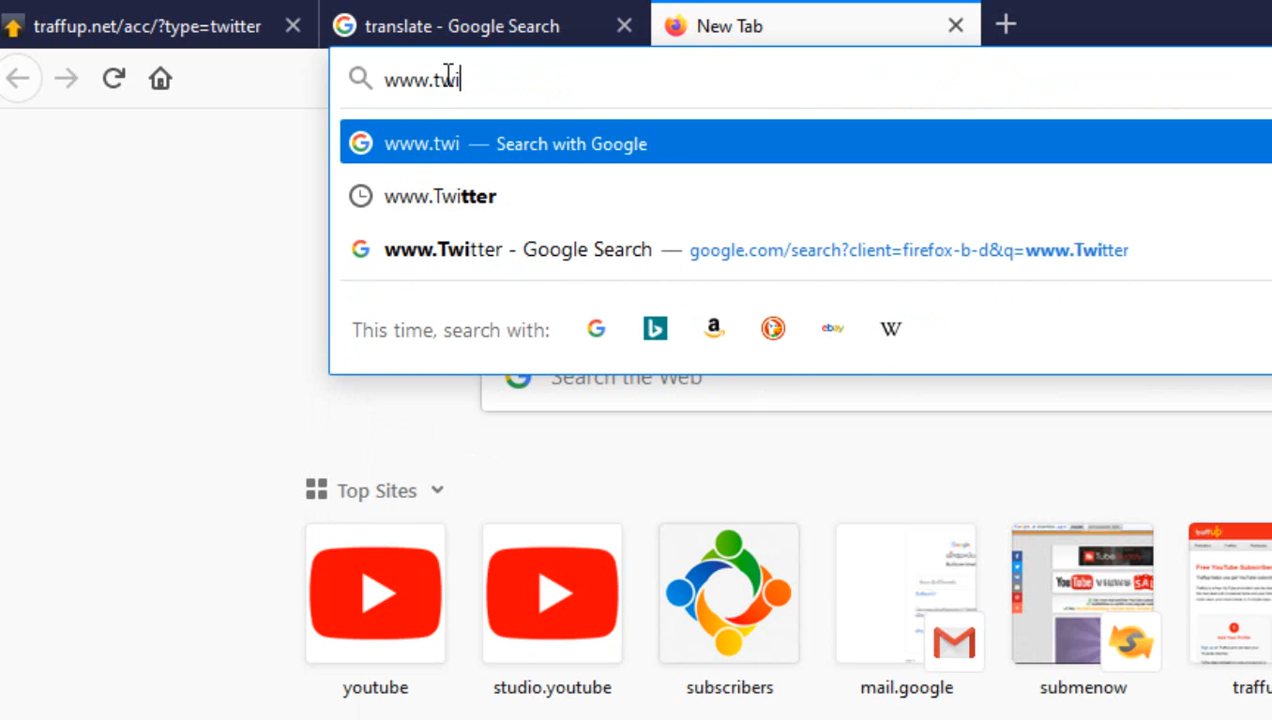 traffup.net/acc/?type=twitter
translate - Google Search
New Tab
www.twi
www.twi — Search with Google
www.Twitter
www.Twitter - Google Search — google.com/search?client=firefox-b-d&q=www.Twitter
This time, search with:
ebay
W
Search the Web
Top Sites
youtube
studio.youtube
subscribers
mail.google
submenow
traffu